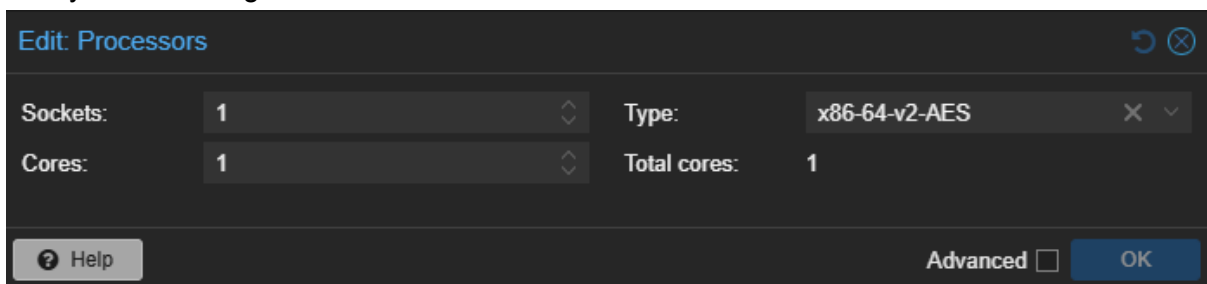 Edit: Processors
Sockets: 1 Type: x86-64-v2-AES
Cores: 1 Total cores: 1
Help Advanced OK